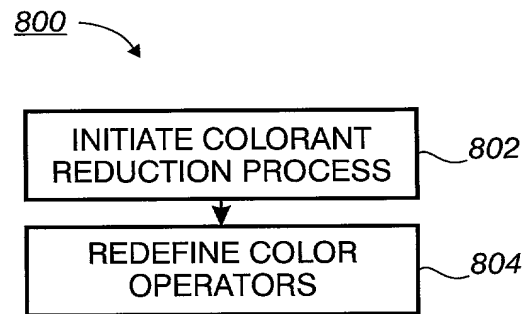 800
INITIATE COLORANT
REDUCTION PROCESS
802
REDEFINE COLOR
OPERATORS
804